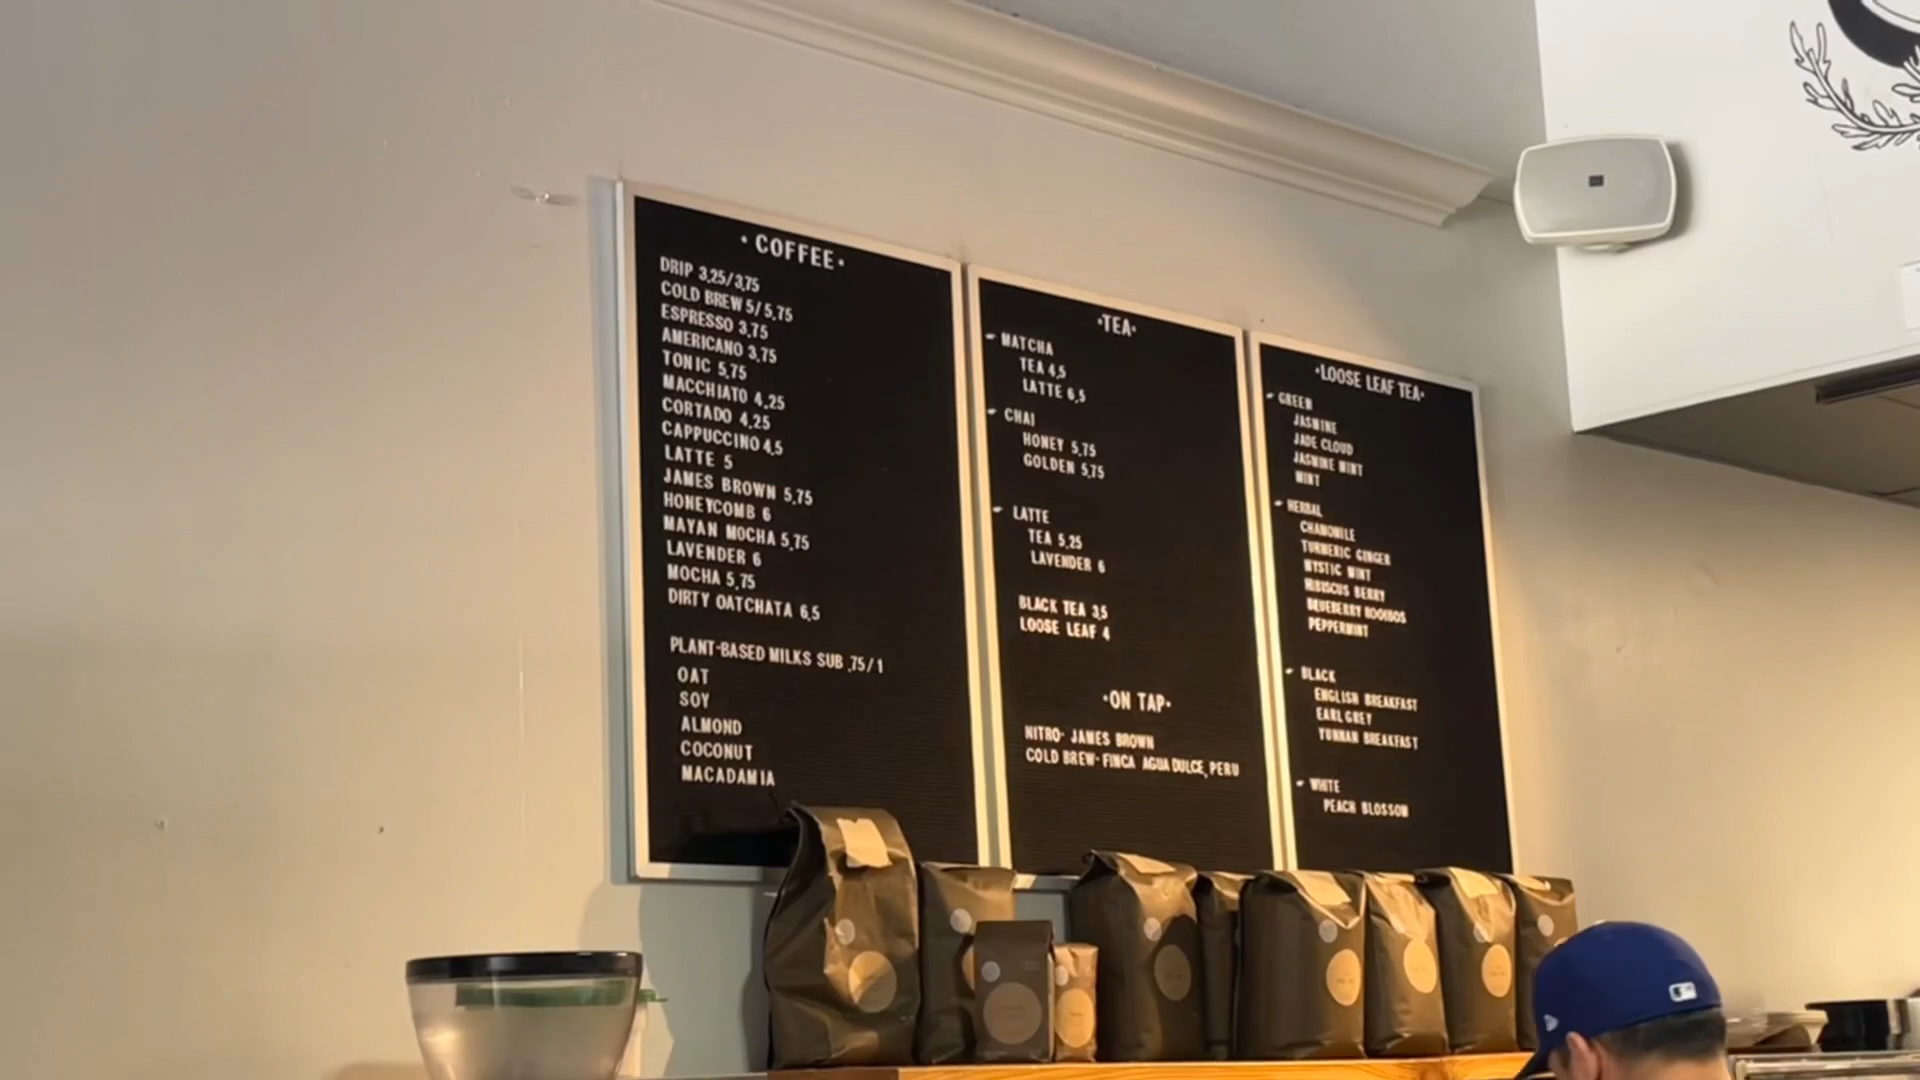 • COFFEE •
DRIP 3.25/3.75
COLD BREW 5/5.75
ESPRESSO 3.75
AMERICANO 3.75
TONIC 5.75
MACCHIATO 4.25
CORTADO 4.25
CAPPUCCINO 4.5
LATTE 5
JAMES BROWN 5.75
HONEYCOMB 6
MAYAN MOCHA 5.75
LAVENDER 6
MOCHA 5.75
DIRTY OATCHATA 6.5
PLANT-BASED MILKS SUB .75/1
OAT
SOY
ALMOND
COCONUT
MACADAMIA
•TEA•
MATCHA
TEA 4.5
LATTE 6.5
CHAI
HONEY 5.75
GOLDEN 5.75
LATTE
TEA 5.25
LAVENDER 6
BLACK TEA 3.5
LOOSE LEAF 4
•ON TAP•
NITRO- JAMES BROWN
COLD BREW- FINCA AGUA DULCE, PERU
•LOOSE LEAF TEA•
GREEN
JASMINE
JADE CLOUD
JASMINE MINT
MINT
HERBAL
CHAMOMILE
TURMERIC GINGER
MYSTIC MINT
HIBISCUS BERRY
BLUEBERRY ROOIBOS
PEPPERMINT
BLACK
ENGLISH BREAKFAST
EARL GREY
YUNNAN BREAKFAST
WHITE
PEACH BLOSSOM